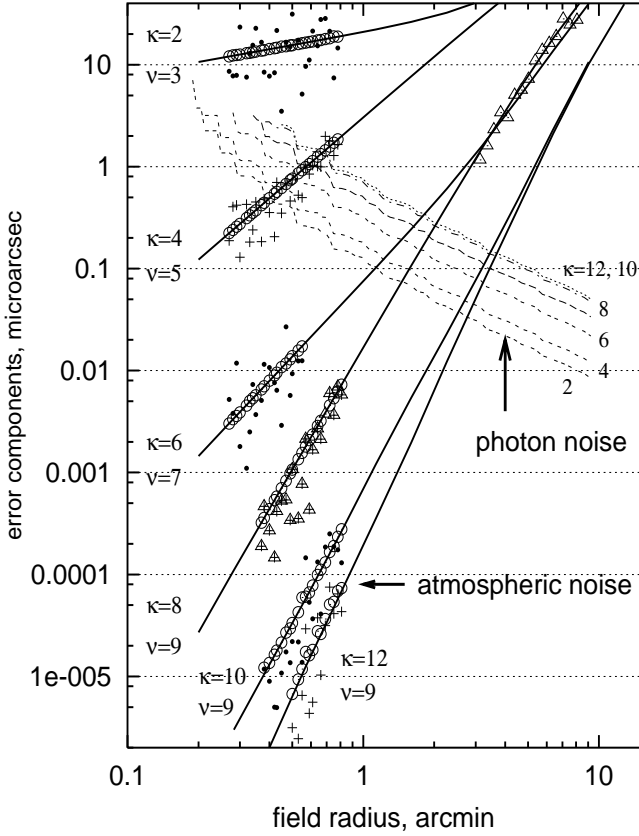 κ=2
ν=3
κ=4
ν=5
κ=6
ν=7
κ=8
ν=9
κ=10
ν=9
κ=12
ν=9
κ=12, 10
8
6
4
2
photon noise
atmospheric noise
10
1
0.1
0.01
0.001
0.0001
1e-005
0.1
1
10
error components, microarcsec
field radius, arcmin